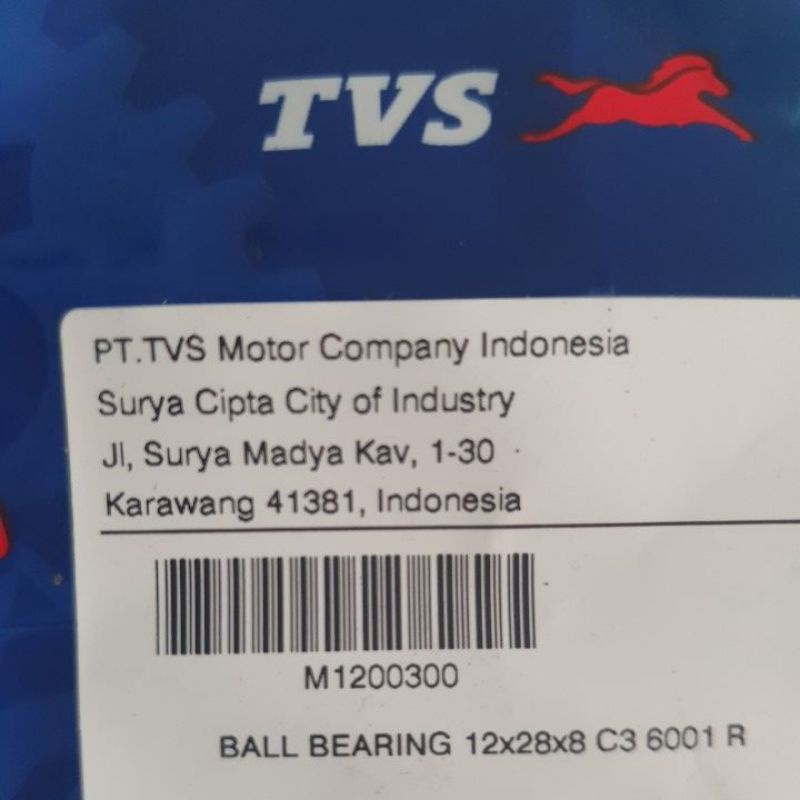 TVS
PT.TVS Motor Company Indonesia
Surya Cipta City of Industry
Jl, Surya Madya Kav, 1-30
Karawang 41381, Indonesia
M1200300
BALL BEARING 12x28x8 C3 6001 R